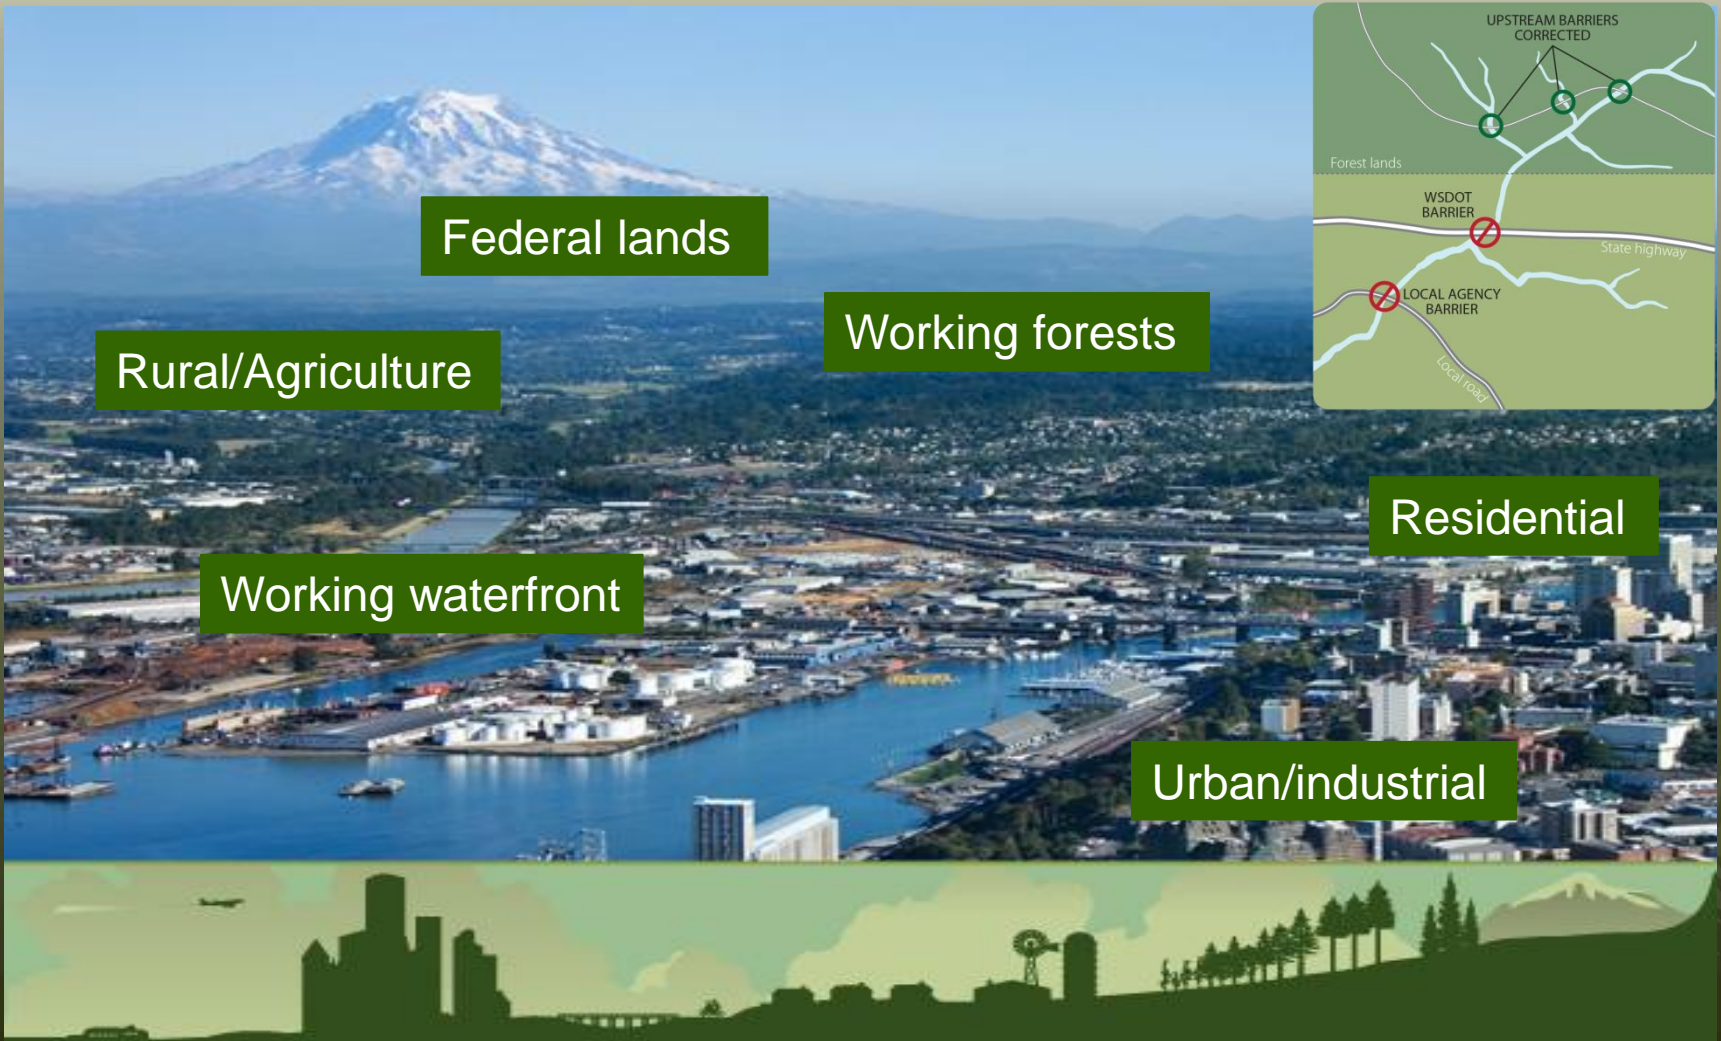 UPSTREAM BARRIERS
CORRECTED
Forest lands
WSDOT
BARRIER
State highway
LOCAL AGENCY
BARRIER
Local road
Federal lands
Working forests
Rural/Agriculture
Residential
Working waterfront
Urban/industrial